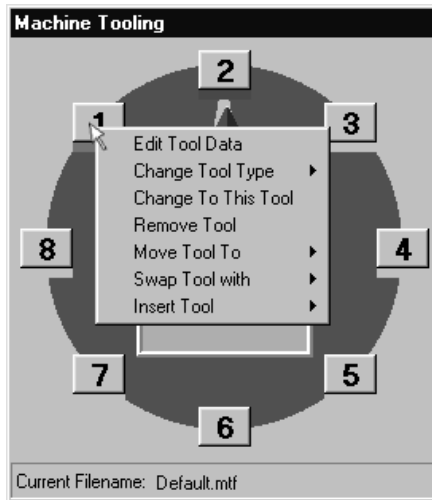 Machine Tooling
2
1
3
Edit Tool Data
Change Tool Type
Change To This Tool
Remove Tool
Move Tool To
Swap Tool with
Insert Tool
8
4
7
5
6
Current Filename: Default.mtf